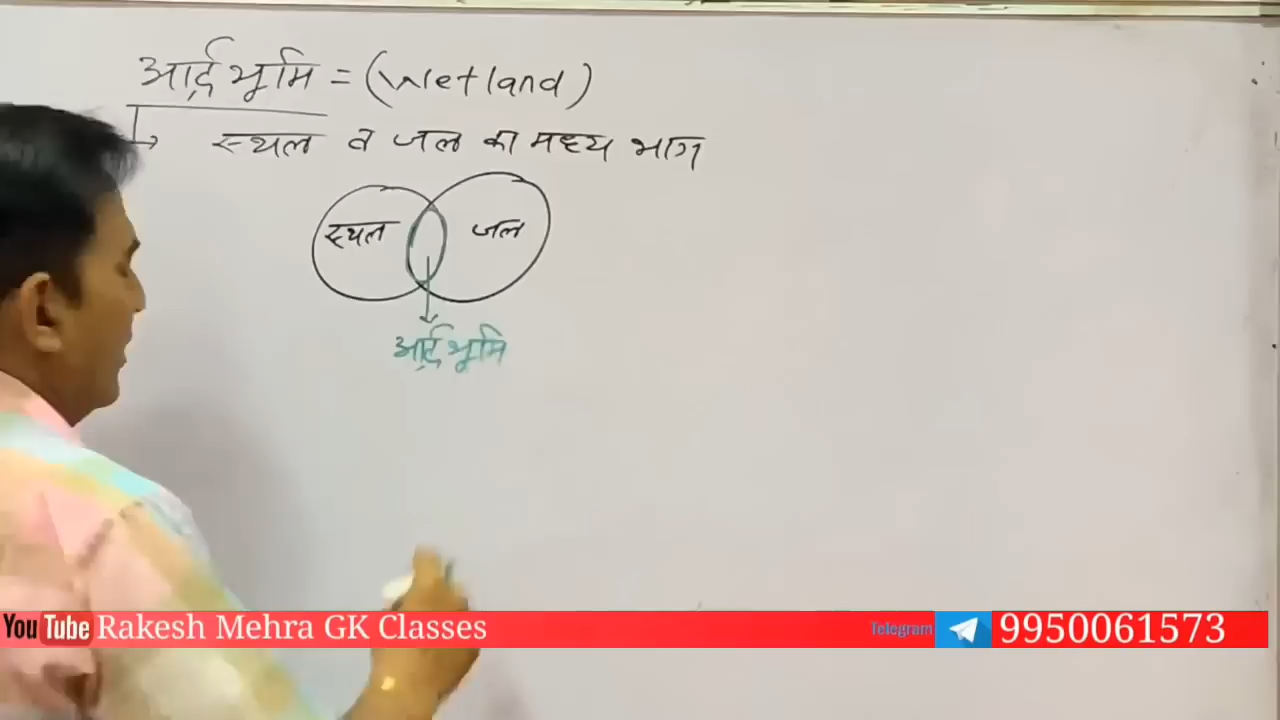 आर्द्रभूमि = (Wetland)
स्थल व जल का मध्य भाग
स्थल जल
आर्द्रभूमि
YouTube Rakesh Mehra GK Classes Telegram 9950061573